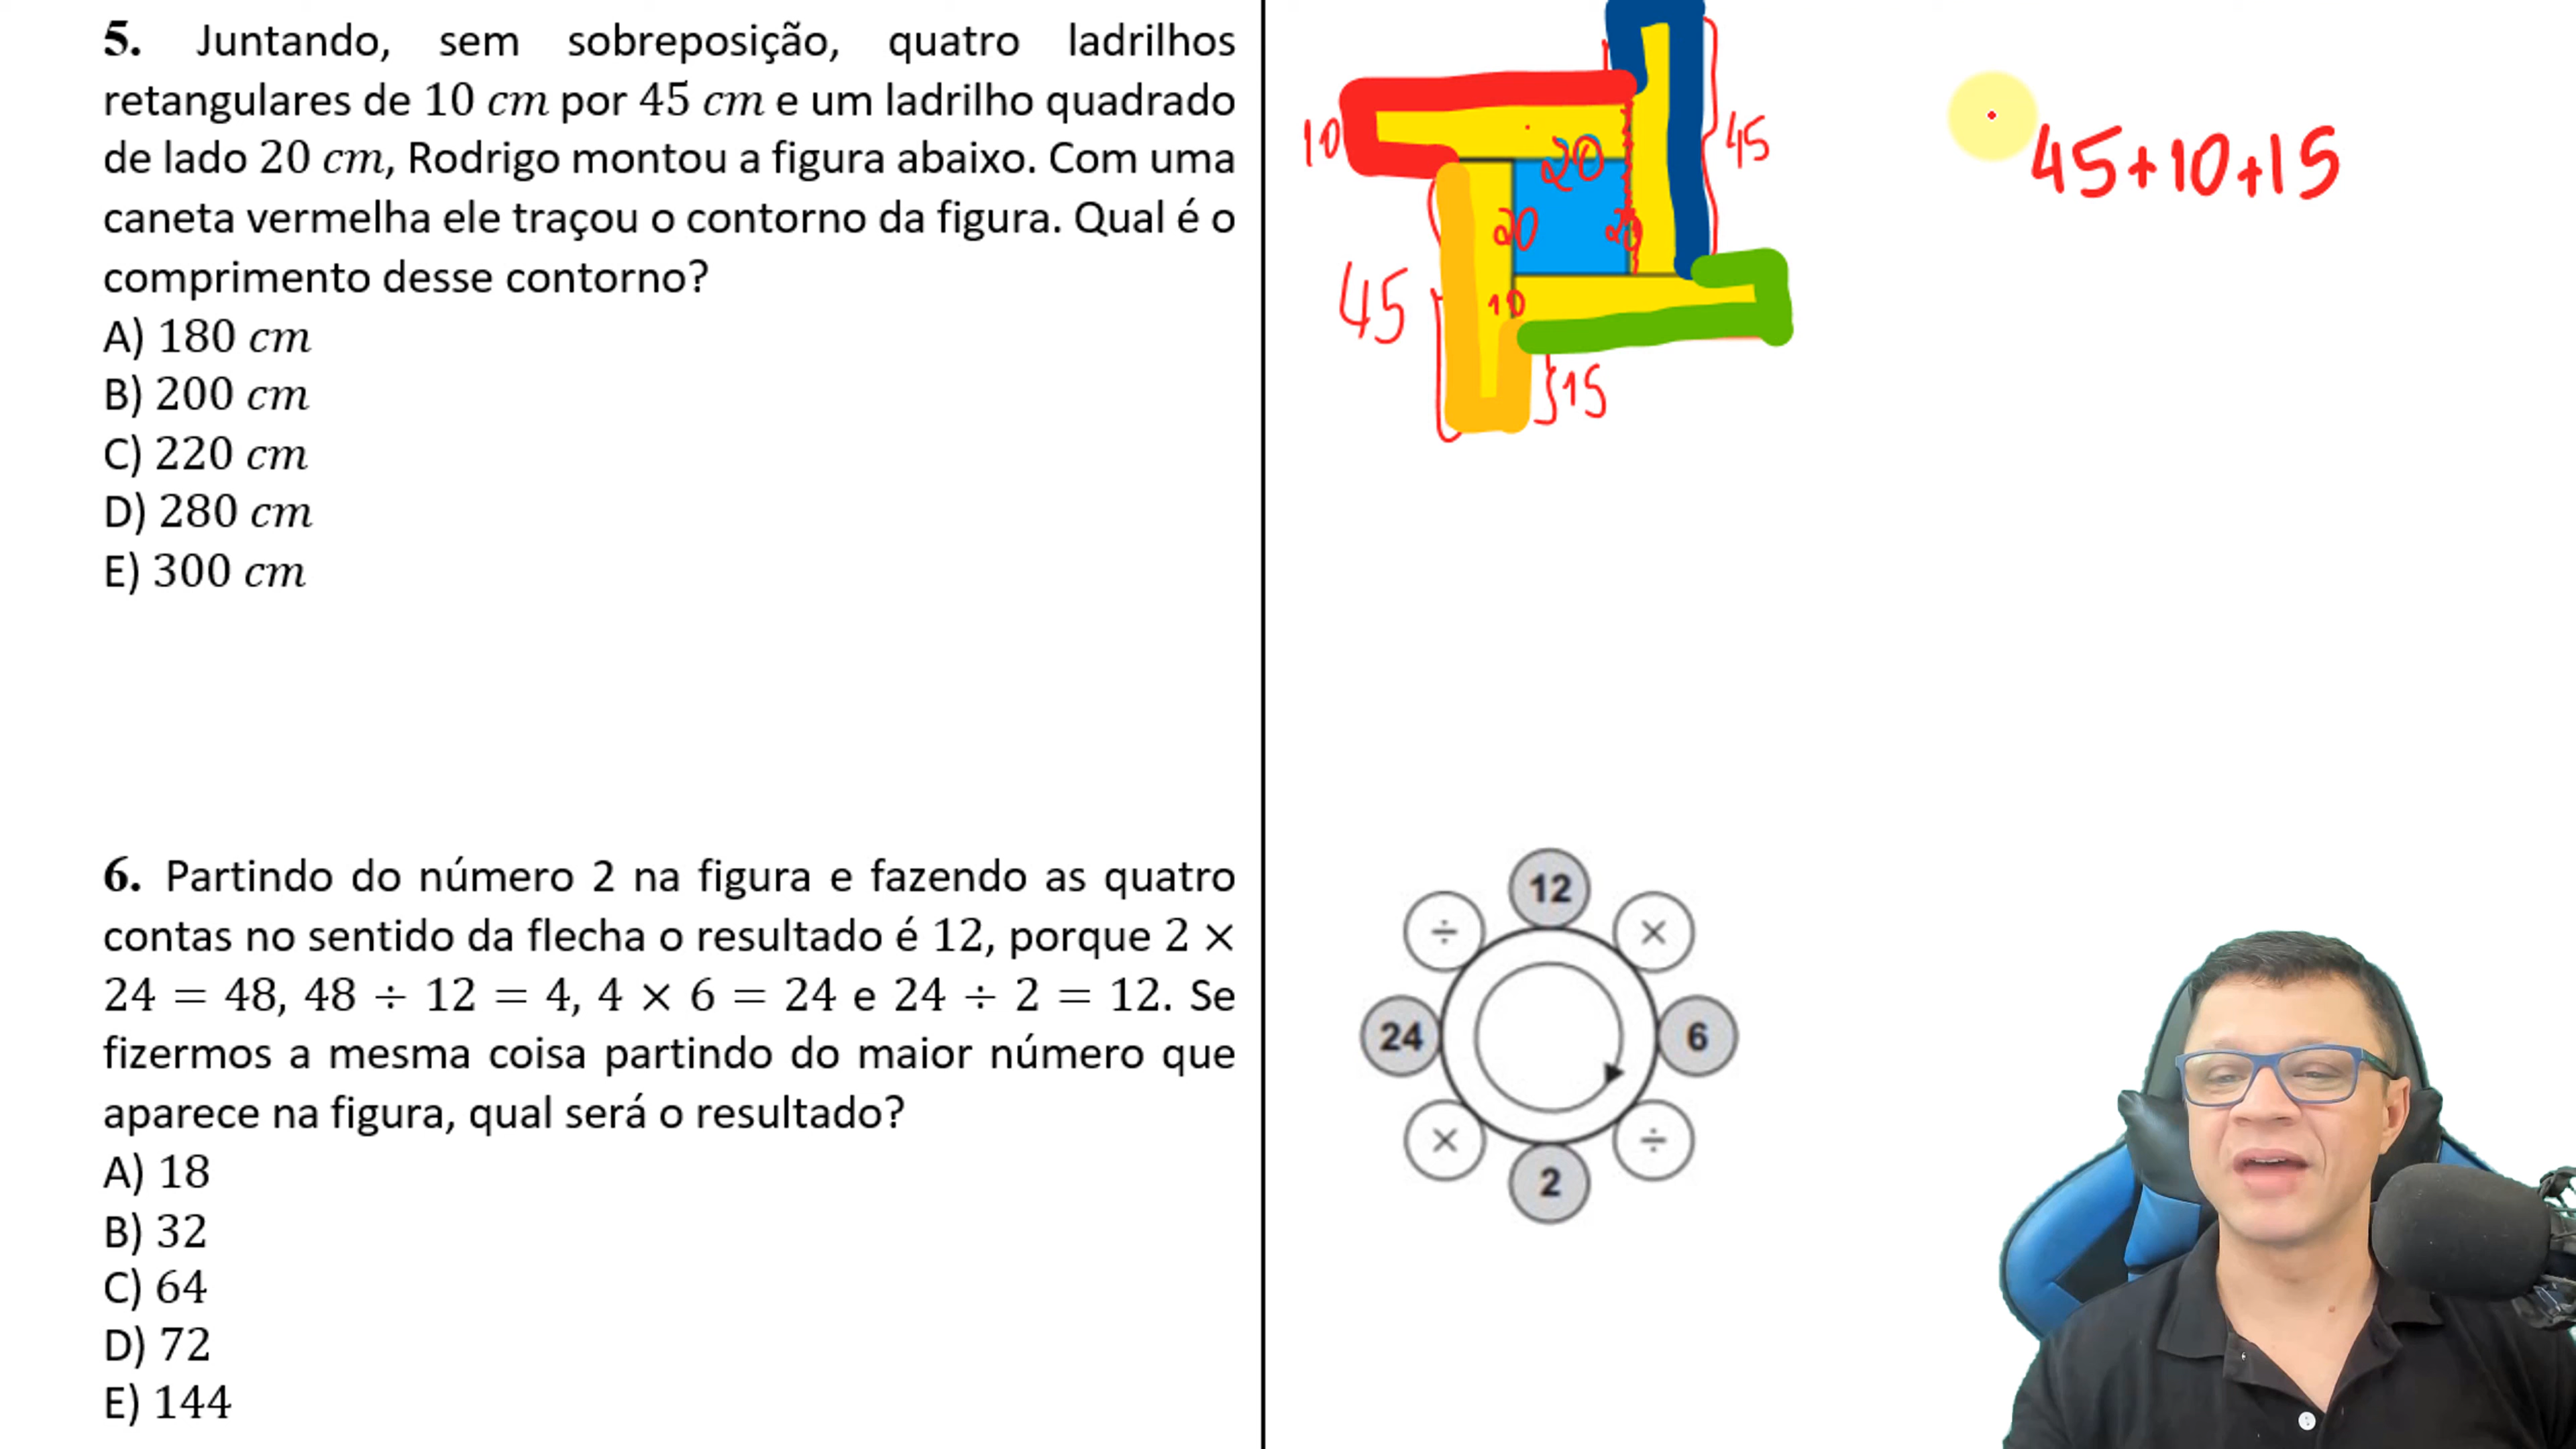 5. Juntando, sem sobreposição, quatro ladrilhos
retangulares de 10 cm por 45 cm e um ladrilho quadrado
de lado 20 cm, Rodrigo montou a figura abaixo. Com uma
caneta vermelha ele traçou o contorno da figura. Qual é o
comprimento desse contorno?
A) 180 cm
B) 200 cm
C) 220 cm
D) 280 cm
E) 300 cm
10
20
45
20
20
45
10
15
45+10+15
6. Partindo do número 2 na figura e fazendo as quatro
contas no sentido da flecha o resultado é 12, porque 2 ×
24 = 48, 48 ÷ 12 = 4, 4 × 6 = 24 e 24 ÷ 2 = 12. Se
fizermos a mesma coisa partindo do maior número que
aparece na figura, qual será o resultado?
A) 18
B) 32
C) 64
D) 72
E) 144
12
÷ ×
24 6
× ÷
2